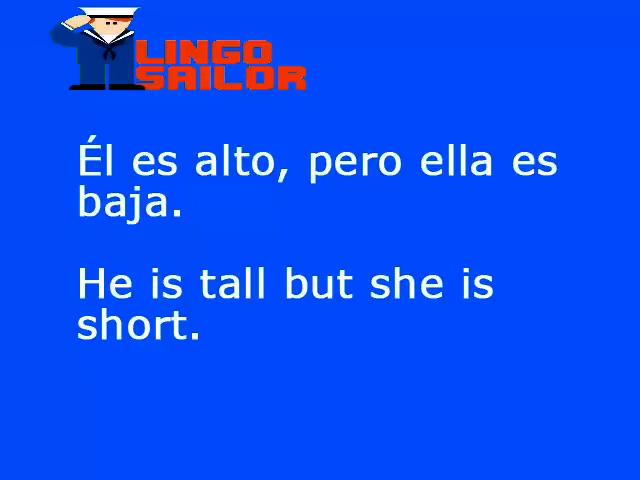 LINGO
SAILOR
Él es alto, pero ella es
baja.
He is tall but she is
short.